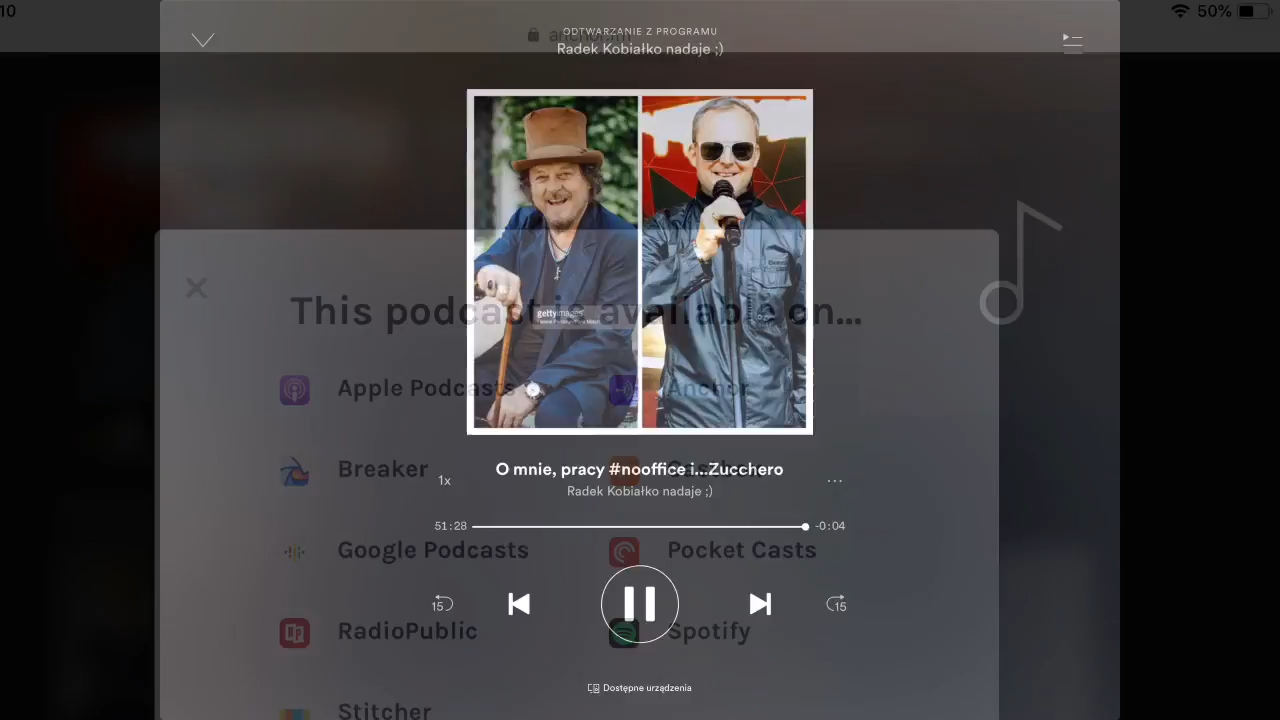 10
50%
ODTWARZANIE Z PROGRAMU
Radek Kobiałko nadaje ;)
gettyimages
This podcast is available on...
Apple Podcasts
Anchor
Breaker
O mnie, pracy #nooffice i...Zucchero
1x
...
Radek Kobiałko nadaje ;)
51:28
-0:04
Google Podcasts
Pocket Casts
15
15
RadioPublic
Spotify
Dostępne urządzenia
Stitcher